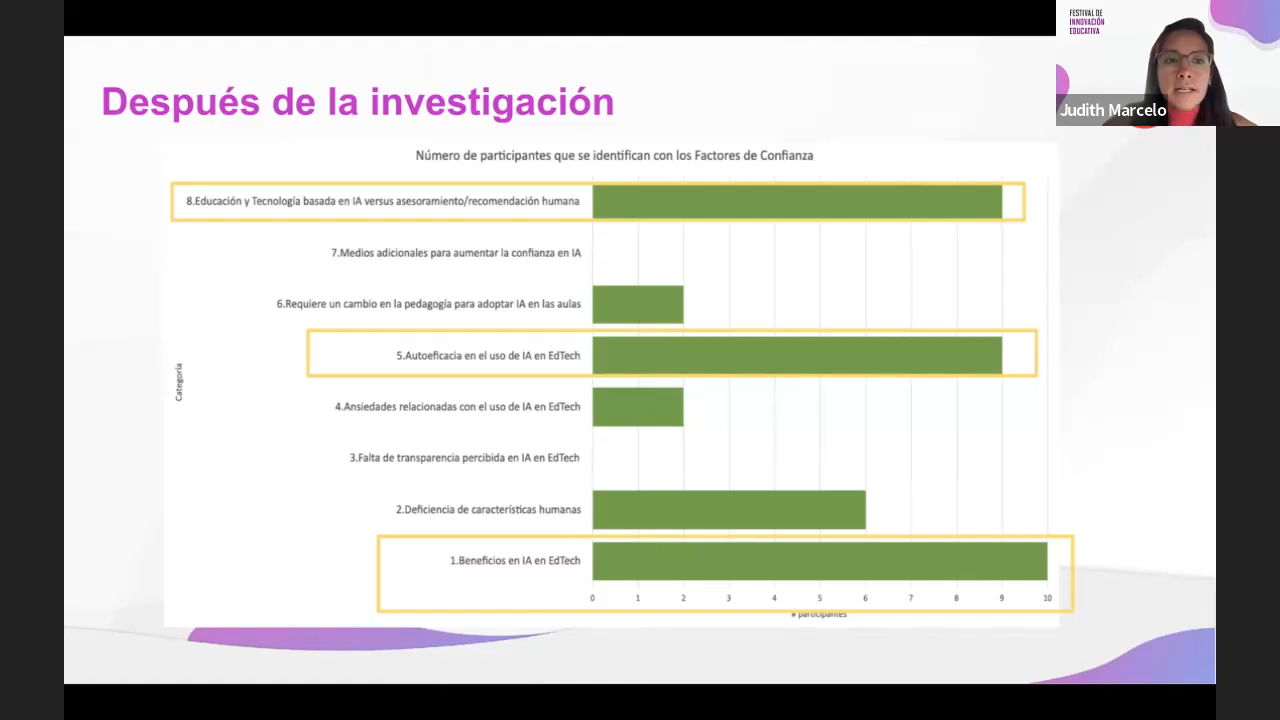 FESTIVAL DE
INNOVACIÓN
EDUCATIVA
Judith Marcelo
Después de la investigación
Número de participantes que se identifican con los Factores de Confianza
8.Educación y Tecnología basada en IA versus asesoramiento/recomendación humana
7.Medios adicionales para aumentar la confianza en IA
6.Requiere un cambio en la pedagogía para adoptar IA en las aulas
5.Autoeficacia en el uso de IA en EdTech
4.Ansiedades relacionadas con el uso de IA en EdTech
3.Falta de transparencia percibida en IA en EdTech
2.Deficiencia de características humanas
1.Beneficios en IA en EdTech
Categoría
0 1 2 3 4 5 6 7 8 9 10
# participantes